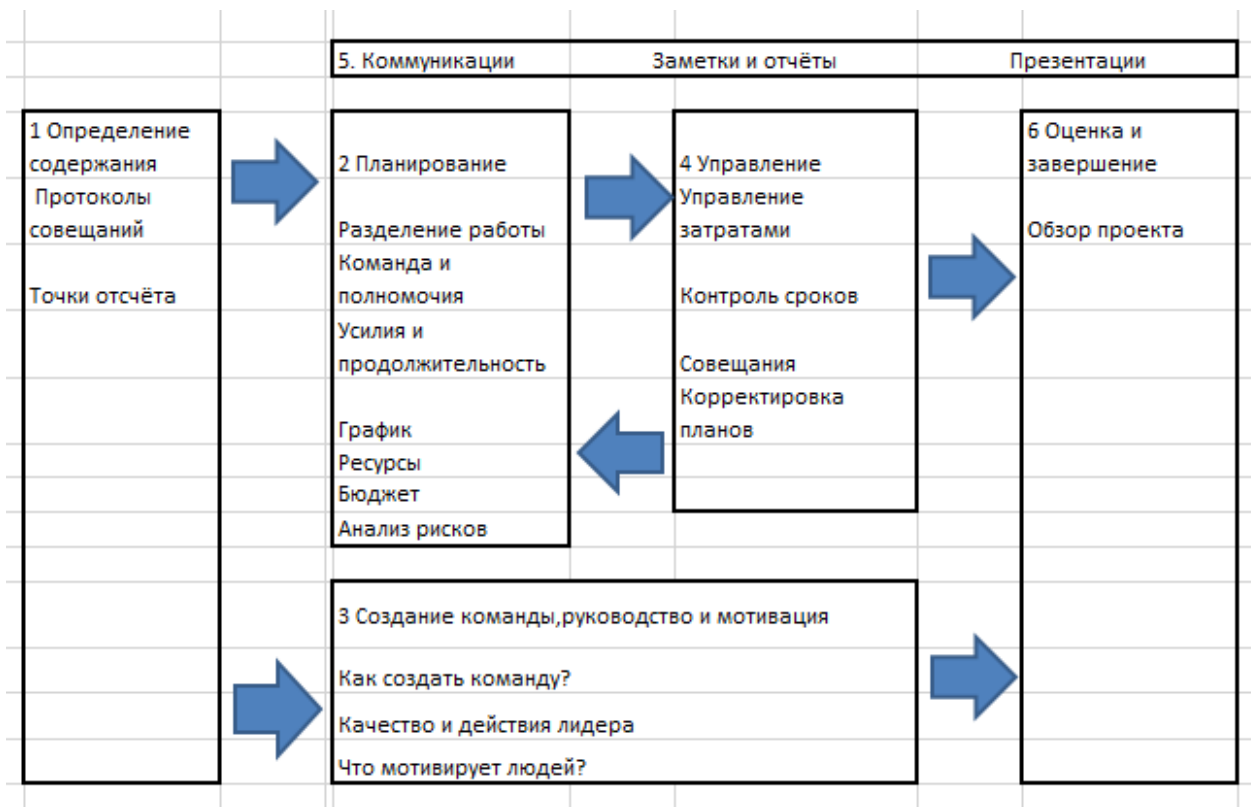 5. Коммуникации Заметки и отчёты Презентации
1 Определение
содержания
Протоколы
совещаний
Точки отсчёта
2 Планирование
Разделение работы
Команда и
полномочия
Усилия и
продолжительность
График
Ресурсы
Бюджет
Анализ рисков
4 Управление
Управление
затратами
Контроль сроков
Совещания
Корректировка
планов
3 Создание команды,руководство и мотивация
Как создать команду?
Качество и действия лидера
Что мотивирует людей?
6 Оценка и
завершение
Обзор проекта